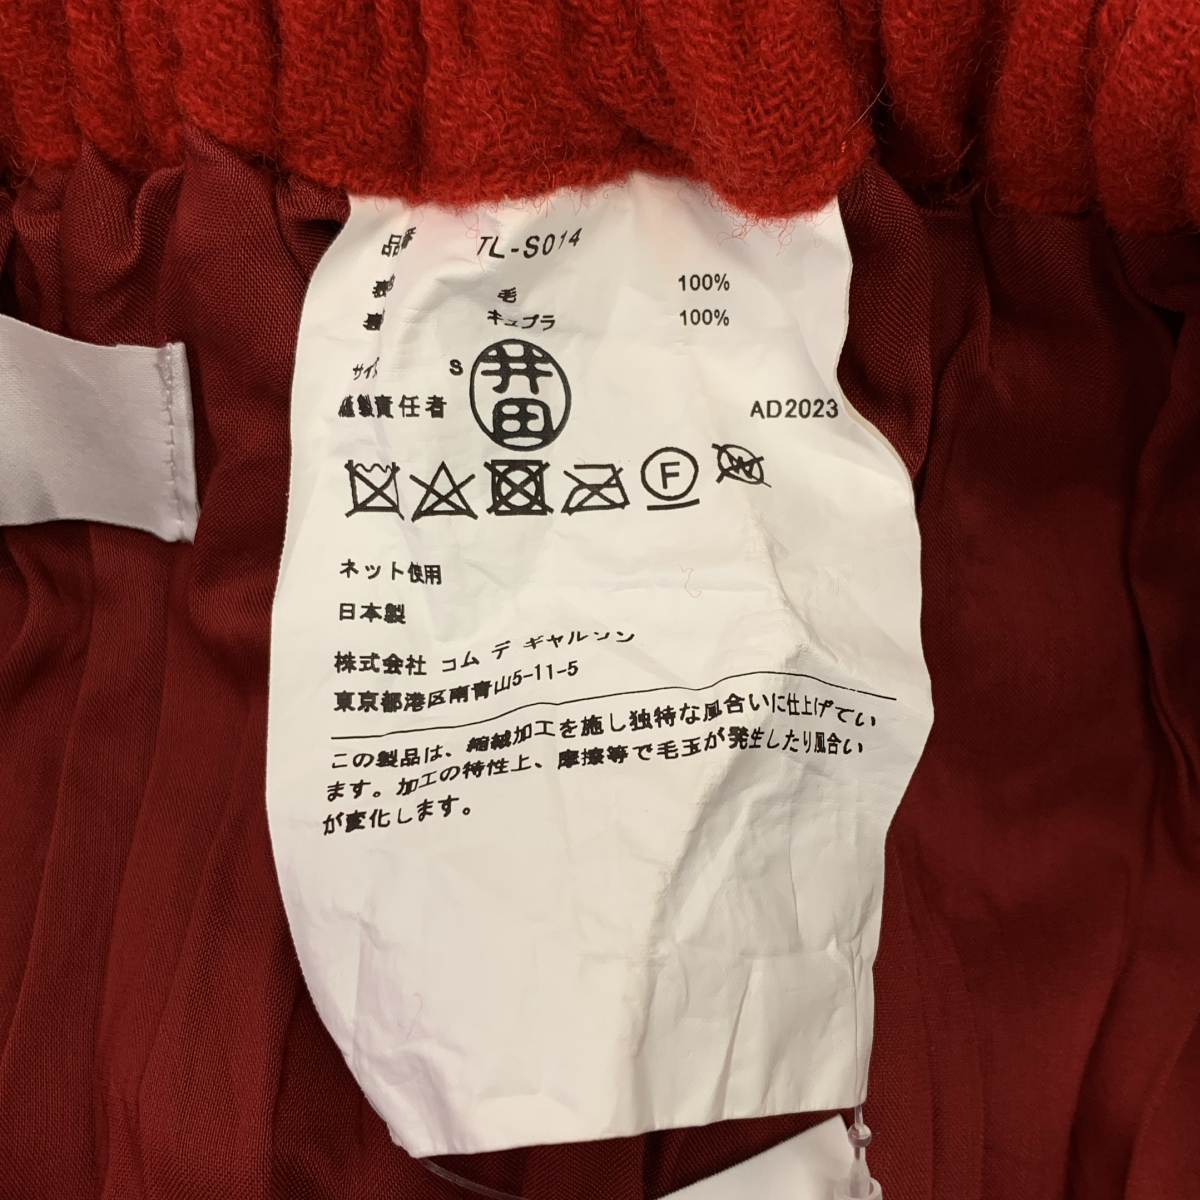 品番 TL-S014
表 毛 100%
裏 キュプラ 100%
サイズ S
縫製責任者 井田 AD2023
F W
ネット使用
日本製
株式会社 コム デ ギャルソン
東京都港区南青山5-11-5
この製品は、縮絨加工を施し独特な風合いに仕上げてい
ます。加工の特性上、摩擦等で毛玉が発生したり風合い
が変化します。